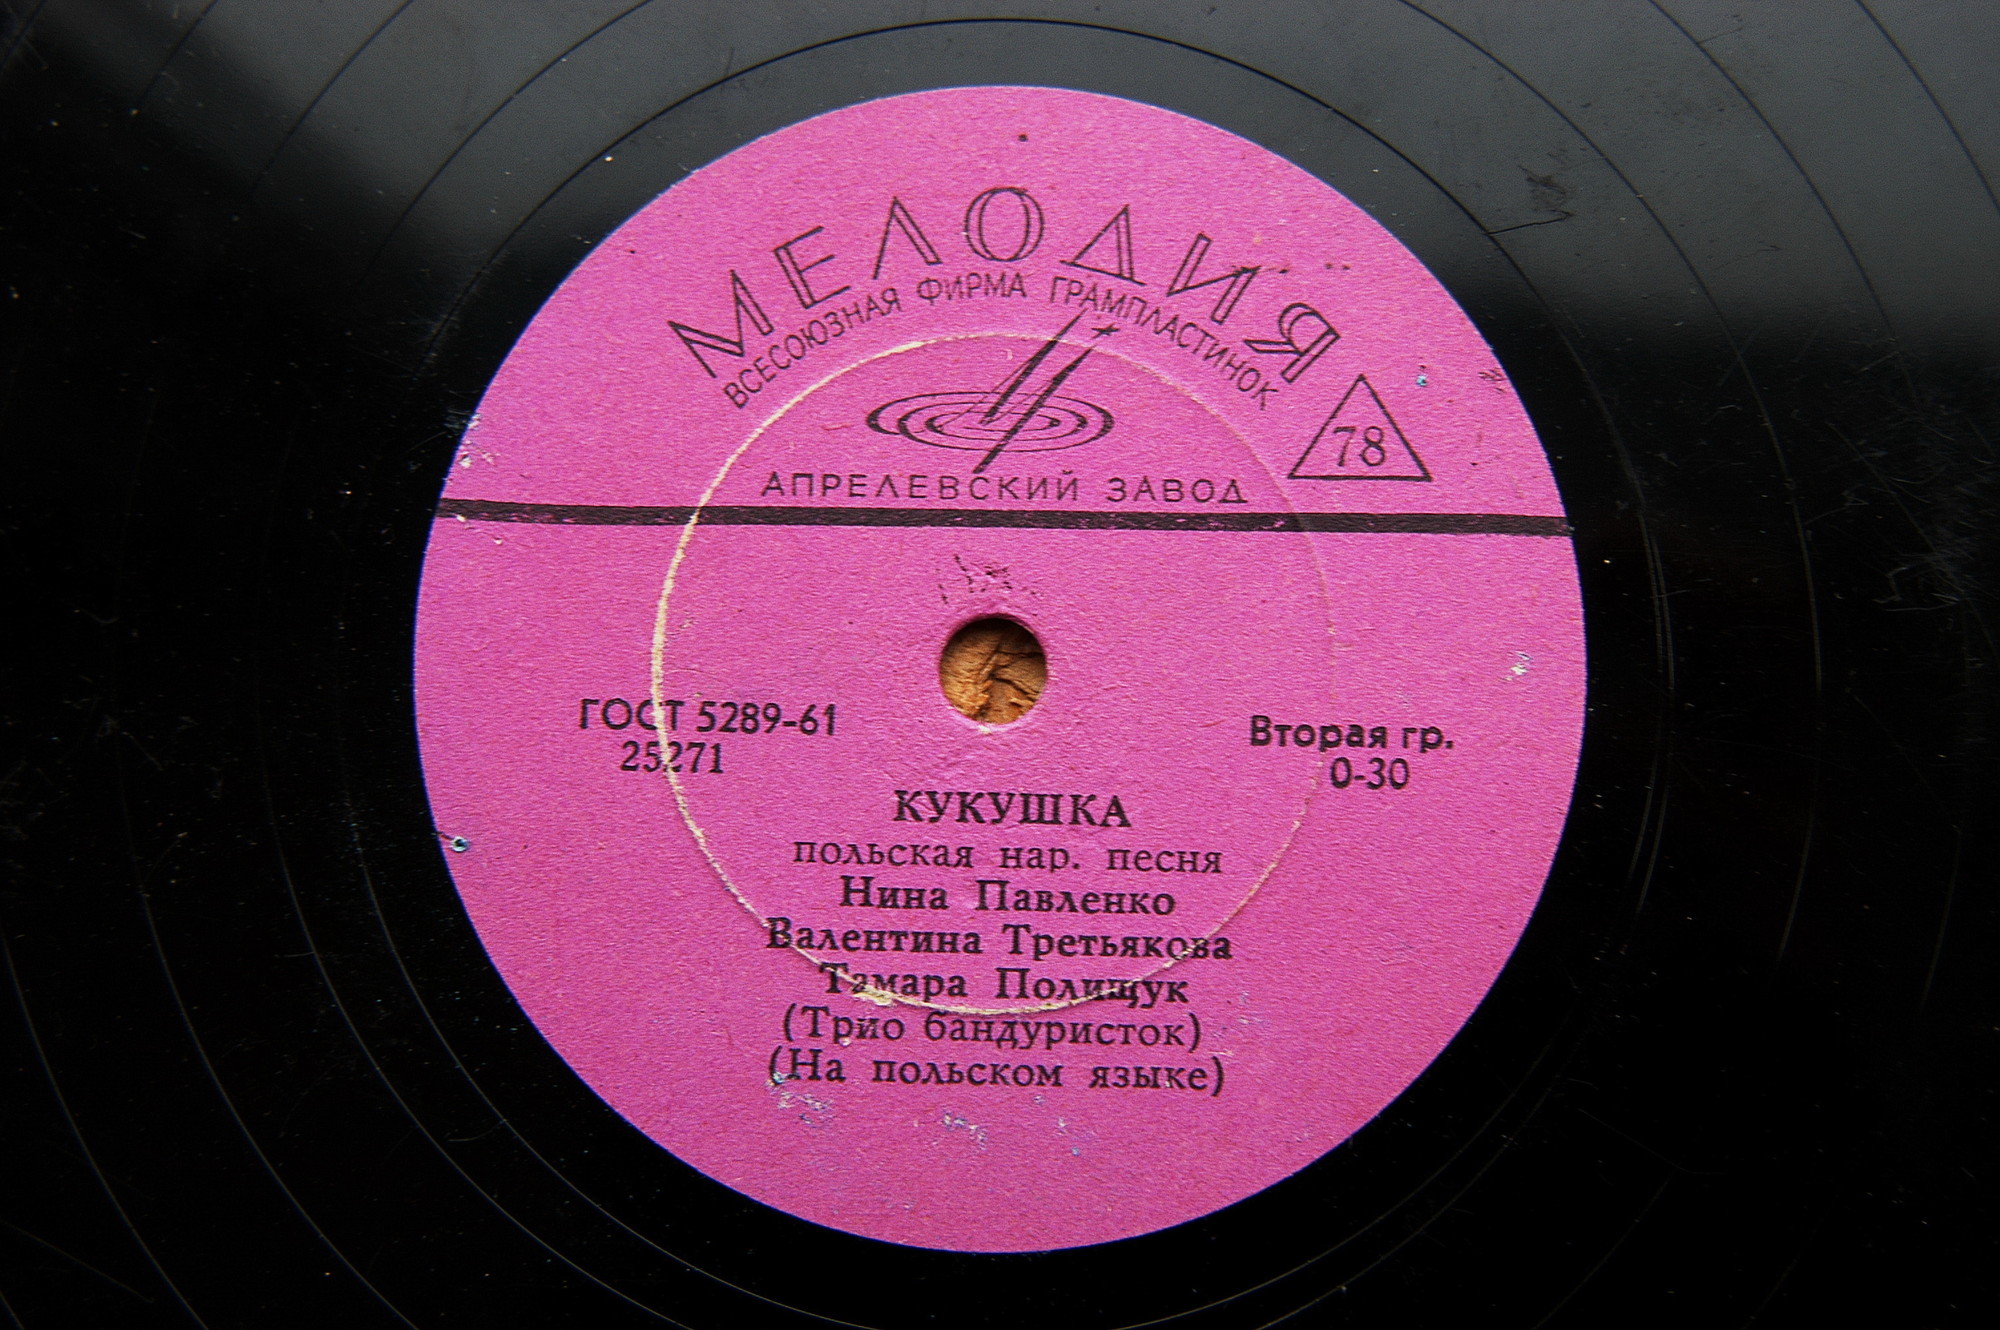 МЕЛОДИЯ
ВСЕСОЮЗНАЯ ФИРМА ГРАМПЛАСТИНОК
78
АПРЕЛЕВСКИЙ ЗАВОД
ГОСТ 5289-61
25271
Вторая гр.
0-30
КУКУШКА
польская нар. песня
Нина Павленко
Валентина Третьякова
Тамара Полищук
(Трио бандуристок)
(На польском языке)